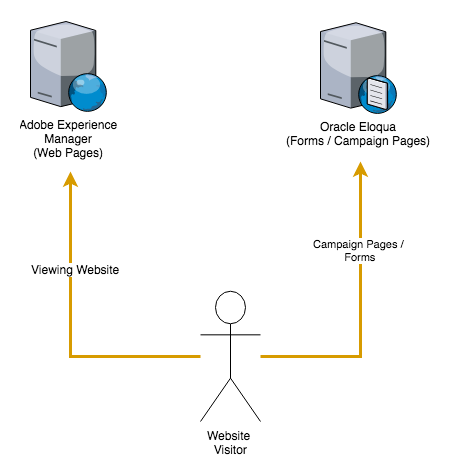 Adobe Experience
Manager
(Web Pages)
Oracle Eloqua
(Forms / Campaign Pages)
Viewing Website
Campaign Pages /
Forms
Website
Visitor